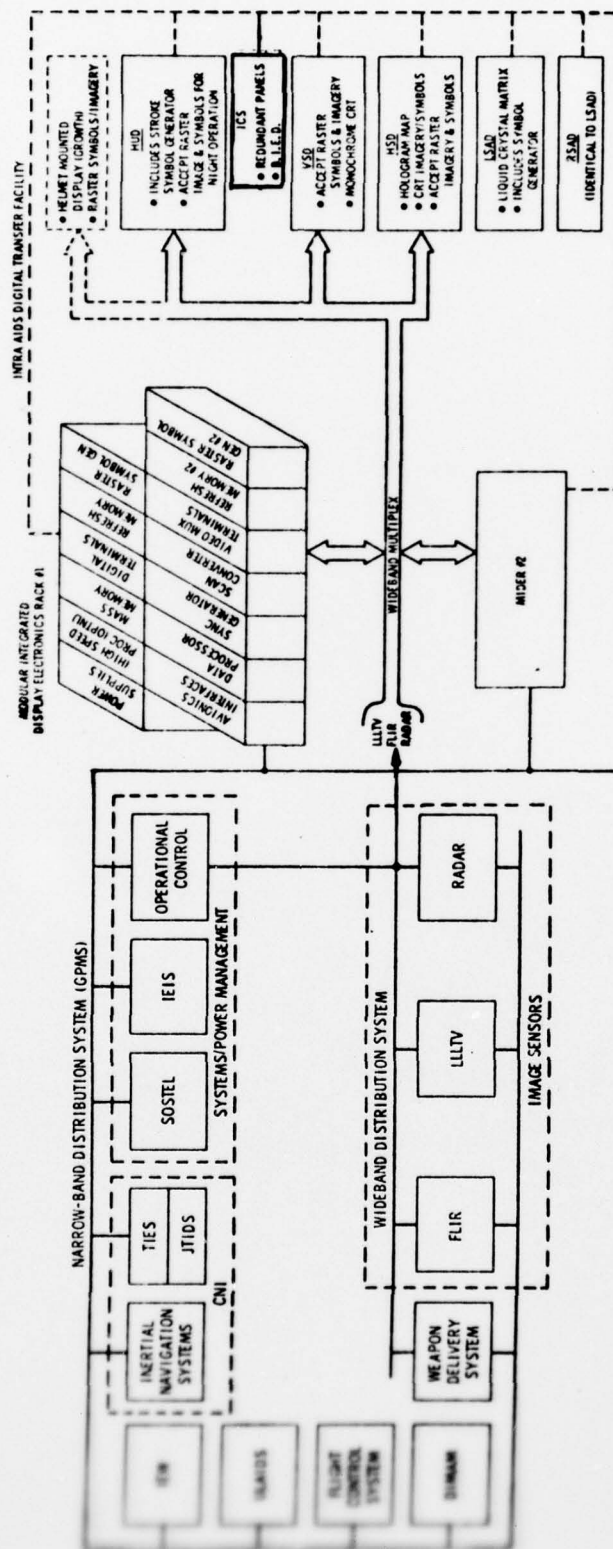 INTRA AIDS DIGITAL TRANSFER FACILITY
MODULAR INTEGRATED
DISPLAY ELECTRONICS RACK #1
POWER
SUPPLIES
(HIGH SPEED
PROC (OPTN))
MASS
MEMORY
DIGITAL
TERMINALS
REFRESH
MEMORY
RASTER
SYMBOL GEN
AVIONICS
INTERFACES
DATA
PROCESSOR
SYNC
GENERATOR
SCAN
CONVERTER
VIDEO MUX
TERMINALS
REFRESH
MEMORY #2
RASTER SYMBOL
GEN #2
• HELMET MOUNTED
DISPLAY (GROWTH)
• RASTER SYMBOLS/IMAGERY
HUD
• INCLUDES STROKE
SYMBOL GENERATOR
• ACCEPT RASTER
IMAGE & SYMBOLS FOR
NIGHT OPERATION
ICS
• REDUNDANT PANELS
• B.I.E.D.
VSD
• ACCEPT RASTER
SYMBOLS & IMAGERY
• MONOCHROME CRT
HSD
• HOLOGRAM MAP
• CRT IMAGERY/SYMBOLS
• ACCEPT RASTER
IMAGERY & SYMBOLS
LSAD
• LIQUID CRYSTAL MATRIX
• INCLUDES SYMBOL
GENERATOR
RSAD
(IDENTICAL TO LSAD)
WIDEBAND MULTIPLEX
MIDER #2
LLLTV
FLIR
RADAR
NARROW-BAND DISTRIBUTION SYSTEM (GPMS)
INERTIAL
NAVIGATION
SYSTEMS
TIES
JTIDS
CNI
SOSTEL
IEIS
OPERATIONAL
CONTROL
SYSTEMS/POWER MANAGEMENT
WIDEBAND DISTRIBUTION SYSTEM
FLIR
LLLTV
RADAR
IMAGE SENSORS
WEAPON
DELIVERY
SYSTEM
FLIGHT
CONTROL
SYSTEM